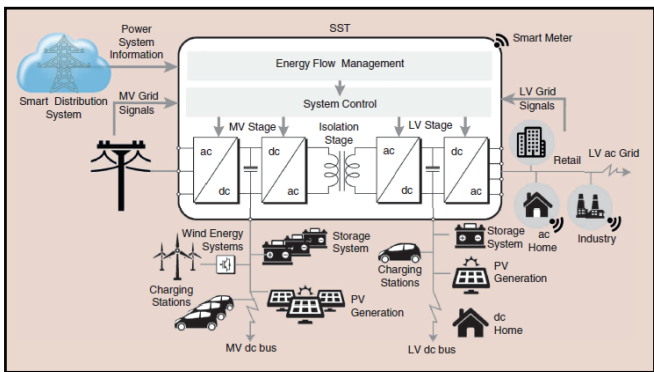 SST
Power
System
Information
Smart Meter
Energy Flow Management
Smart Distribution
System
MV Grid
Signals
System Control
LV Grid
Signals
MV Stage
Isolation
Stage
LV Stage
ac
dc
dc
ac
ac
dc
dc
ac
Retail
LV ac Grid
ac
Home
Industry
Wind Energy
Systems
Storage
System
Storage
System
Charging
Stations
PV
Generation
Charging
Stations
PV
Generation
dc
Home
MV dc bus
LV dc bus